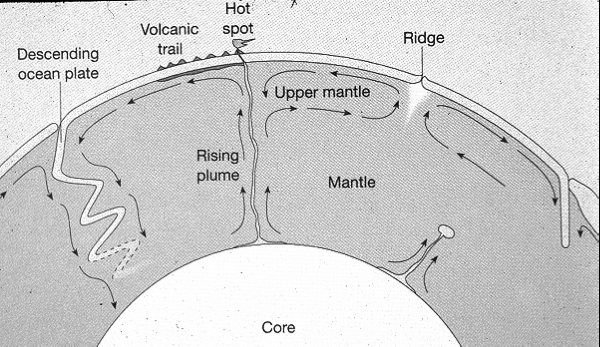 Hot
spot
Volcanic
trail
Ridge
Descending
ocean plate
Upper mantle
Rising
plume
Mantle
Core